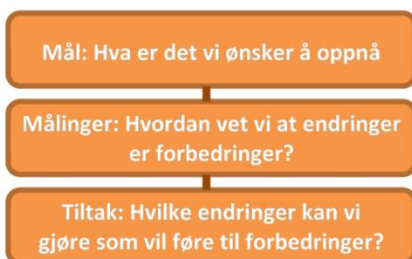 Mål: Hva er det vi ønsker å oppnå
Målinger: Hvordan vet vi at endringer
er forbedringer?
Tiltak: Hvilke endringer kan vi
gjøre som vil føre til forbedringer?